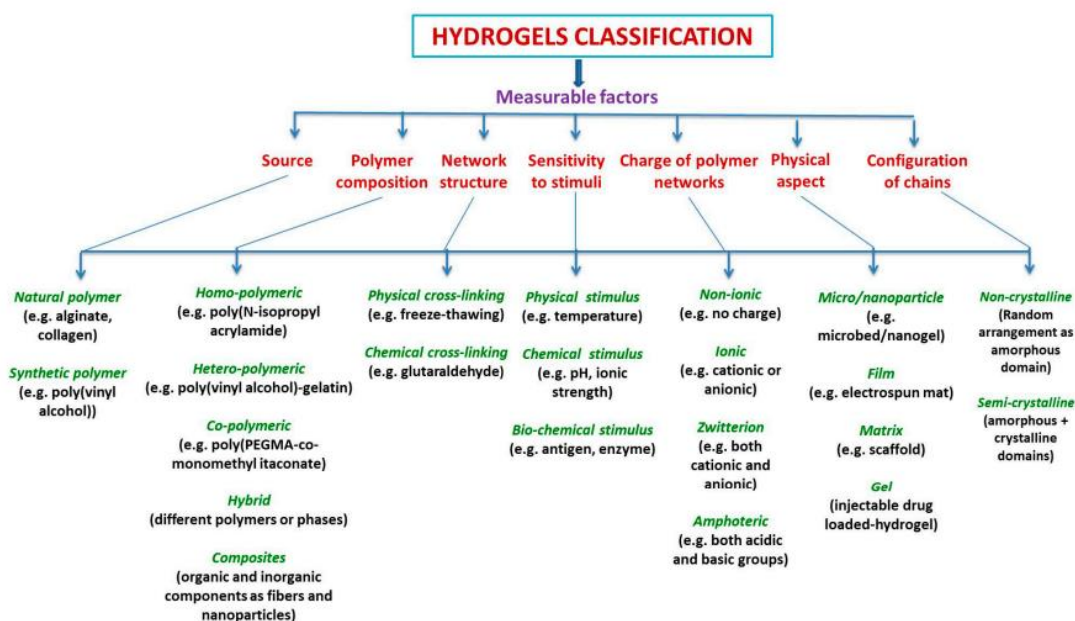 HYDROGELS CLASSIFICATION
Measurable factors
Source
Polymer
composition
Network
structure
Sensitivity
to stimuli
Charge of polymer
networks
Physical
aspect
Configuration
of chains
Natural polymer
(e.g. alginate,
collagen)
Synthetic polymer
(e.g. poly(vinyl
alcohol))
Homo-polymeric
(e.g. poly(N-isopropyl
acrylamide)
Hetero-polymeric
(e.g. poly(vinyl alcohol)-gelatin)
Co-polymeric
(e.g. poly(PEGMA-co-
monomethyl itaconate)
Hybrid
(different polymers or phases)
Composites
(organic and inorganic
components as fibers and
nanoparticles)
Physical cross-linking
(e.g. freeze-thawing)
Chemical cross-linking
(e.g. glutaraldehyde)
Physical stimulus
(e.g. temperature)
Chemical stimulus
(e.g. pH, ionic
strength)
Bio-chemical stimulus
(e.g. antigen, enzyme)
Non-ionic
(e.g. no charge)
Ionic
(e.g. cationic or
anionic)
Zwitterion
(e.g. both
cationic and
anionic)
Amphoteric
(e.g. both acidic
and basic groups)
Micro/nanoparticle
(e.g.
microbed/nanogel)
Film
(e.g. electrospun mat)
Matrix
(e.g. scaffold)
Gel
(injectable drug
loaded-hydrogel)
Non-crystalline
(Random
arrangement as
amorphous
domain)
Semi-crystalline
(amorphous +
crystalline
domains)